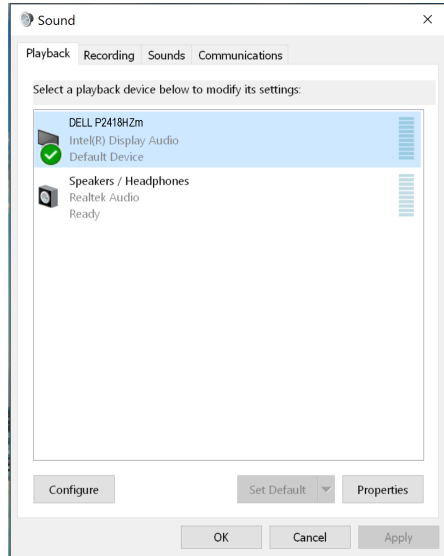 Sound
Playback Recording Sounds Communications
Select a playback device below to modify its settings:
DELL P2418HZm
Intel(R) Display Audio
Default Device
Speakers / Headphones
Realtek Audio
Ready
Configure Set Default Properties
OK Cancel Apply